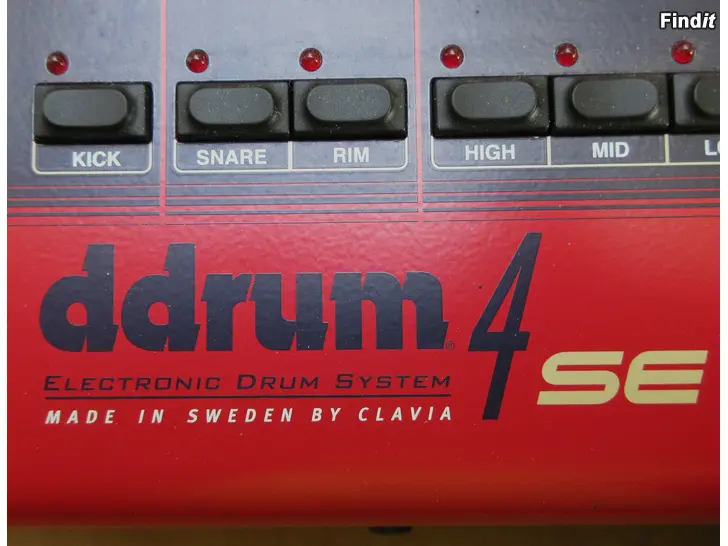 Findit
KICK SNARE RIM HIGH MID
ddrum 4 SE
ELECTRONIC DRUM SYSTEM
MADE IN SWEDEN BY CLAVIA